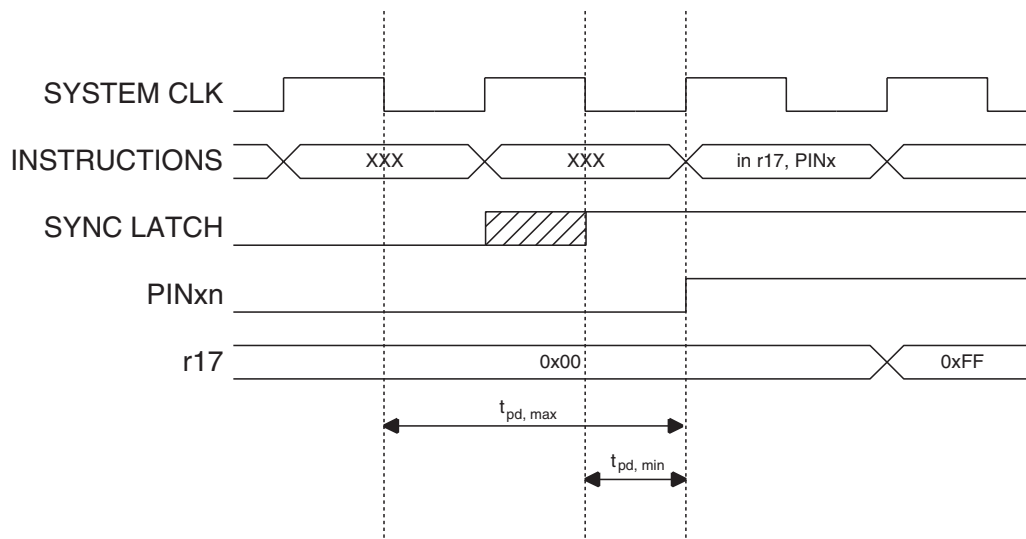 SYSTEM CLK
INSTRUCTIONS XXX XXX in r17, PINx
SYNC LATCH
PINxn
r17 0x00 0xFF
tpd, max
tpd, min